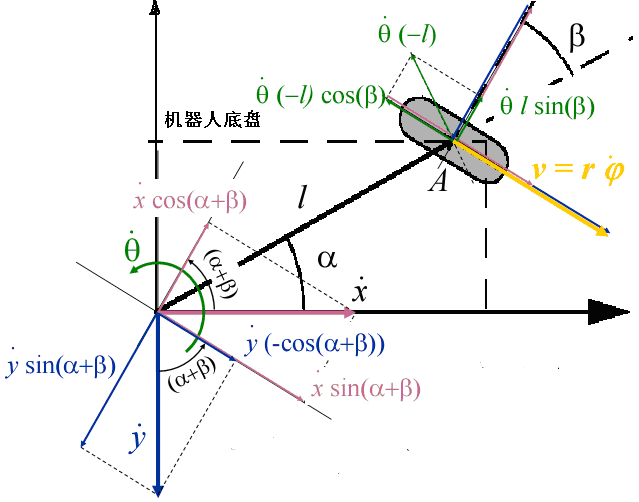 θ̇ (–l)
β
θ̇ (–l) cos(β)
θ̇ l sin(β)
机器人底盘
A
v = r φ̇
l
ẋ cos(α+β)
θ̇
(α+β)
α
ẋ
ẏ (-cos(α+β))
ẏ sin(α+β)
(α+β)
ẋ sin(α+β)
ẏ